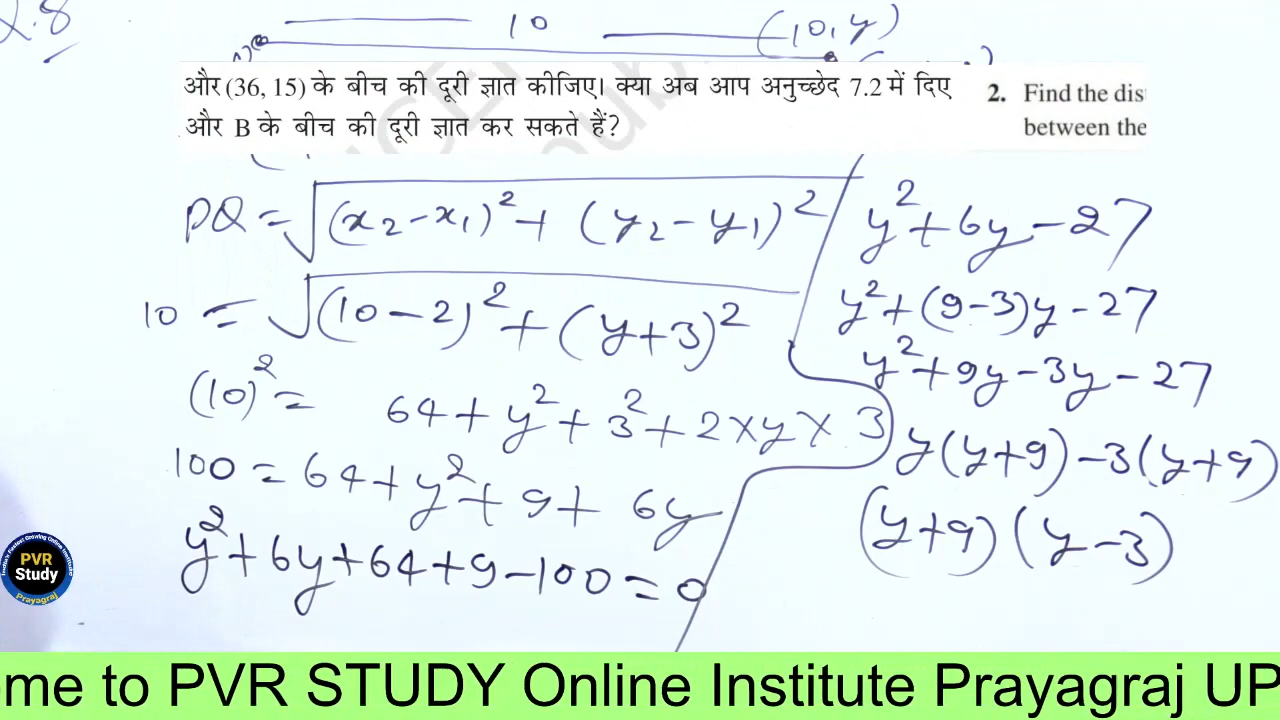 Q.8
10
(10, y)
और (36, 15) के बीच की दूरी ज्ञात कीजिए। क्या अब आप अनुच्छेद 7.2 में दिए
और B के बीच की दूरी ज्ञात कर सकते हैं?
2. Find the dis
between the
PQ = √(x₂-x₁)² + (y₂-y₁)²
10 = √(10-2)² + (y+3)²
(10)² = 64 + y² + 3² + 2×y×3
100 = 64 + y² + 9 + 6y
y² + 6y + 64 + 9 - 100 = 0
y² + 6y - 27
y² + (9-3)y - 27
y² + 9y - 3y - 27
y(y+9) - 3(y+9)
(y+9) (y-3)
PVR
Study
Prayagraj
ome to PVR STUDY Online Institute Prayagraj UP